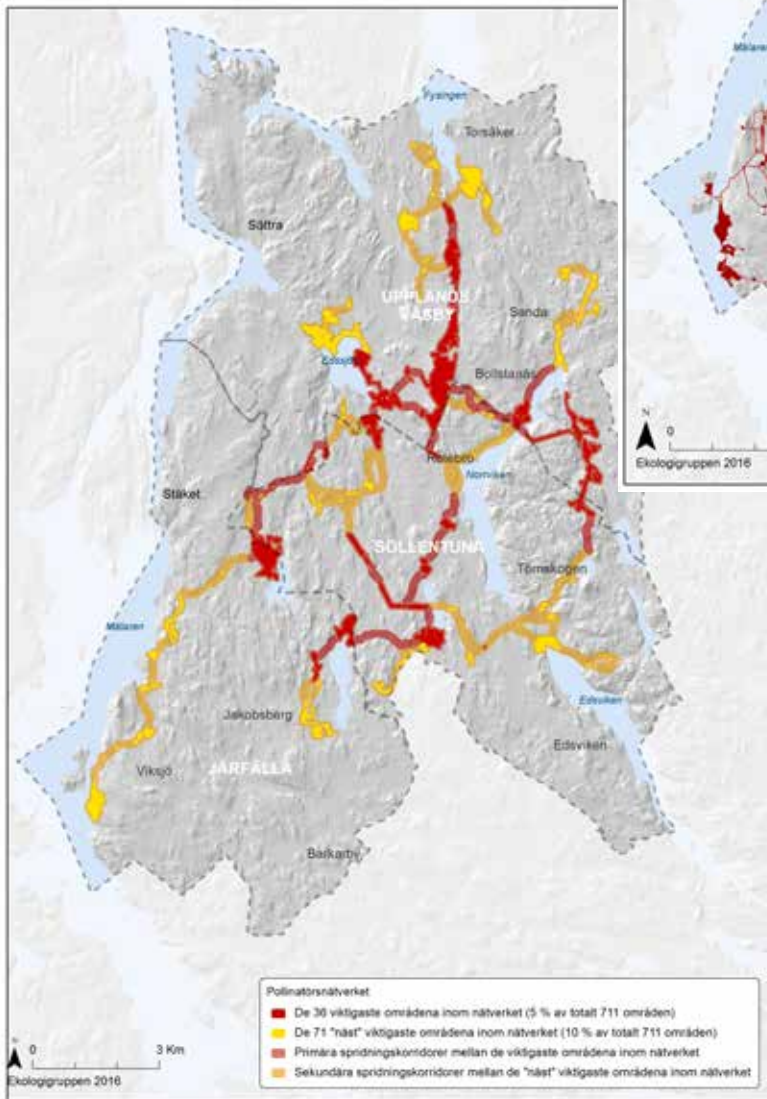 Fysingen
Torsåker
Sättra
UPPLANDS
VÄSBY
Sanda
Edssjön
Bollstanäs
Rotebro
Norrviken
Stäket
SOLLENTUNA
Törnskogen
Mälaren
Edsviken
Jakobsberg
Edsviken
Viksjö
JÄRFÄLLA
Barkarby
Mälaren
N
0
Ekologigruppen 2016
Pollinatörsnätverket
De 36 viktigaste områdena inom nätverket (5 % av totalt 711 områden)
De 71 "näst" viktigaste områdena inom nätverket (10 % av totalt 711 områden)
Primära spridningskorridorer mellan de viktigaste områdena inom nätverket
Sekundära spridningskorridorer mellan de "näst" viktigaste områdena inom nätverket
N
0 3 Km
Ekologigruppen 2016